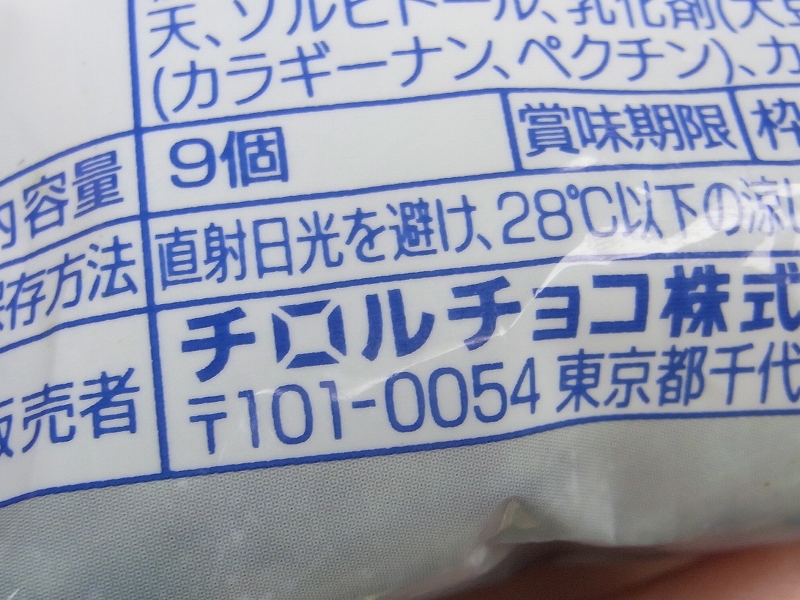 天、ソルビトール、乳化剤(大豆
(カラギーナン、ペクチン)、カ
内容量 9個 賞味期限 枠
保存方法 直射日光を避け、28℃以下の涼し
販売者 チロルチョコ株式
〒101-0054 東京都千代